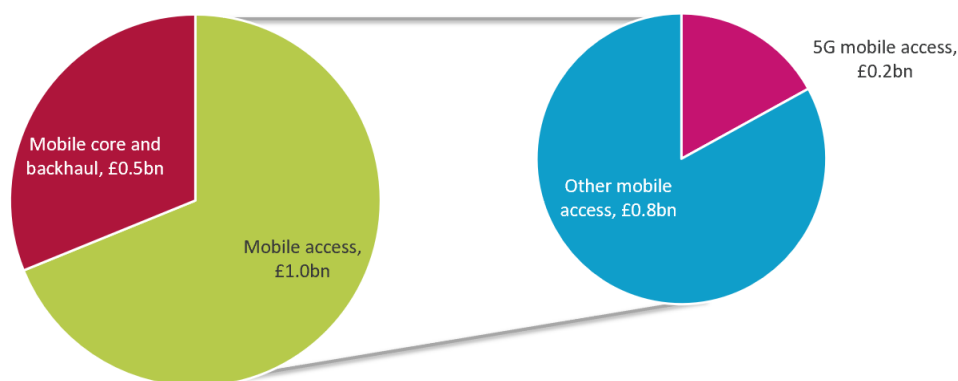 Mobile core and
backhaul, £0.5bn
Mobile access,
£1.0bn
Other mobile
access, £0.8bn
5G mobile access,
£0.2bn